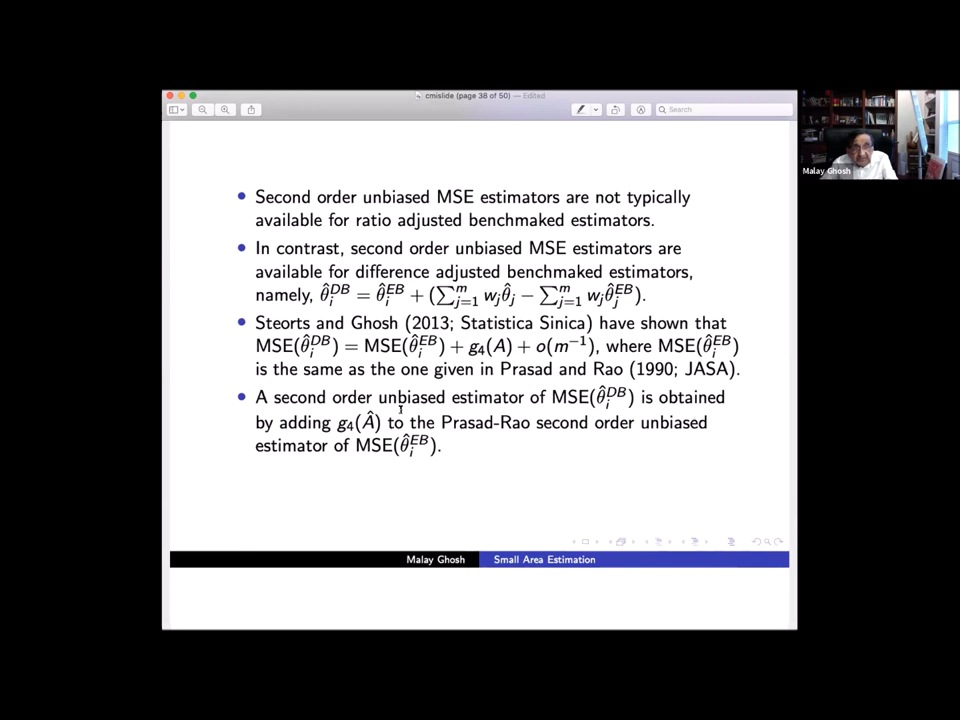 cmislide (page 38 of 50) — Edited
Search
Malay Ghosh
• Second order unbiased MSE estimators are not typically
available for ratio adjusted benchmaked estimators.
• In contrast, second order unbiased MSE estimators are
available for difference adjusted benchmaked estimators,
namely, θ̂_i^{DB} = θ̂_i^{EB} + (∑_{j=1}^m w_jθ̂_j − ∑_{j=1}^m w_jθ̂_j^{EB}).
• Steorts and Ghosh (2013; Statistica Sinica) have shown that
MSE(θ̂_i^{DB}) = MSE(θ̂_i^{EB}) + g₄(A) + o(m⁻¹), where MSE(θ̂_i^{EB})
is the same as the one given in Prasad and Rao (1990; JASA).
• A second order unbiased estimator of MSE(θ̂_i^{DB}) is obtained
by adding g₄(Â) to the Prasad-Rao second order unbiased
estimator of MSE(θ̂_i^{EB}).
Malay Ghosh Small Area Estimation